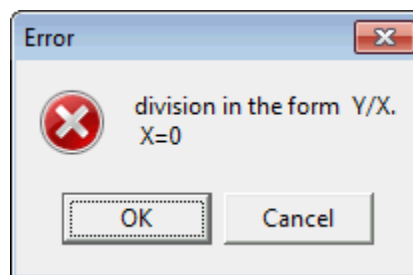 Error
division in the form  Y/X.
X=0
OK
Cancel